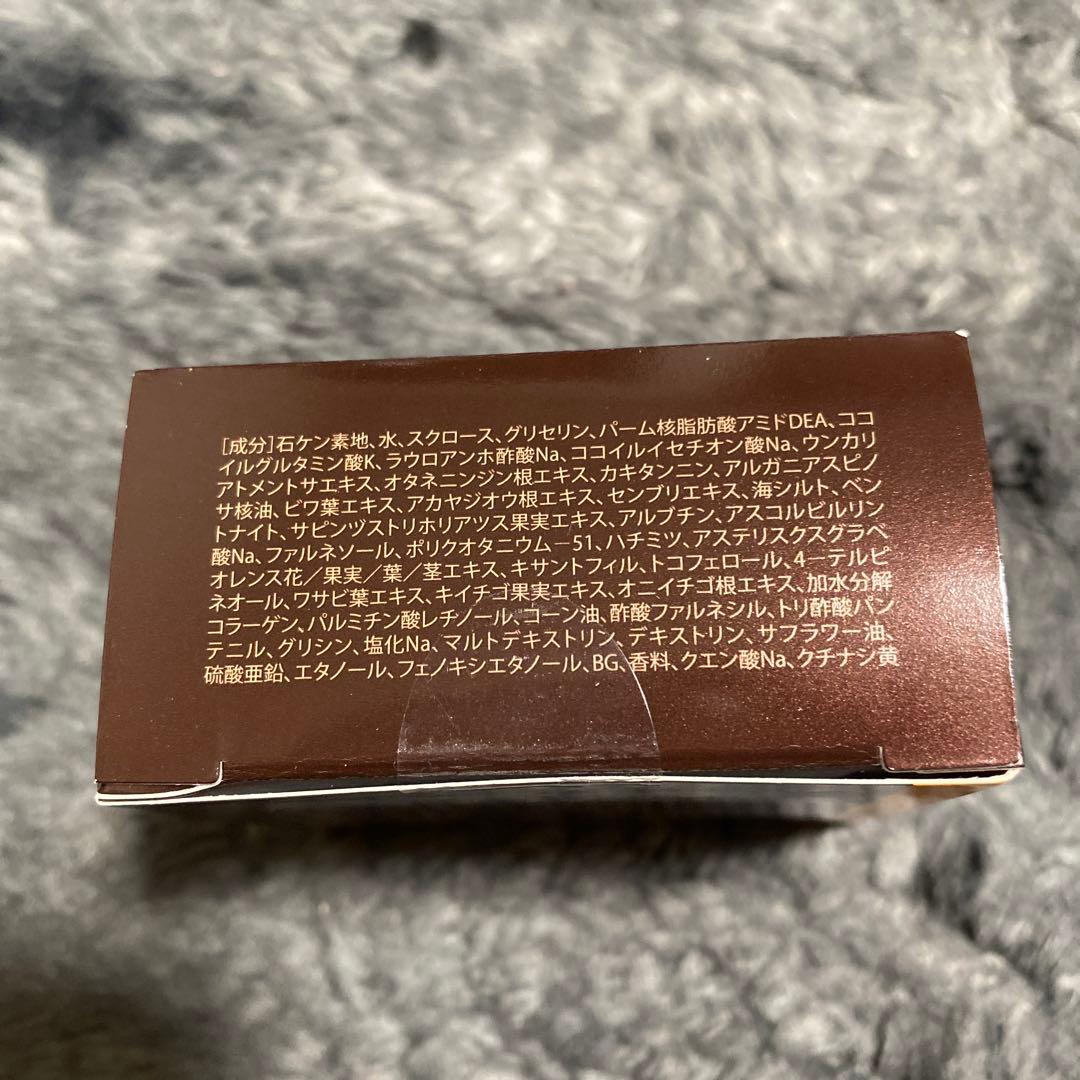 [成分]石ケン素地、水、スクロース、グリセリン、パーム核脂肪酸アミドDEA、ココ
イルグルタミン酸K、ラウロアンホ酢酸Na、ココイルイセチオン酸Na、ウンカリ
アトメントサエキス、オタネニンジン根エキス、カキタンニン、アルガニアスピノ
サ核油、ビワ葉エキス、アカヤジオウ根エキス、センブリエキス、海シルト、ベン
トナイト、サピンヅストリホリアツス果実エキス、アルブチン、アスコルビルリン
酸Na、ファルネソール、ポリクオタニウム―51、ハチミツ、アステリスクスグラベ
オレンス花／果実／葉／茎エキス、キサントフィル、トコフェロール、4―テルピ
ネオール、ワサビ葉エキス、キイチゴ果実エキス、オニイチゴ根エキス、加水分解
コラーゲン、パルミチン酸レチノール、コーン油、酢酸ファルネシル、トリ酢酸パン
テニル、グリシン、塩化Na、マルトデキストリン、デキストリン、サフラワー油、
硫酸亜鉛、エタノール、フェノキシエタノール、BG、香料、クエン酸Na、クチナシ黄